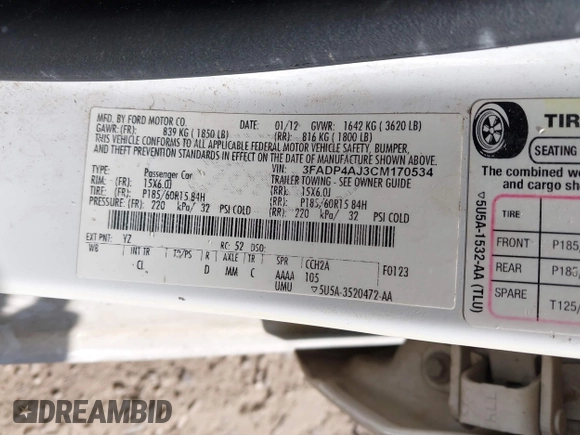 MFD. BY FORD MOTOR CO.
DATE: 01/12 GVWR: 1642 KG ( 3620 LB)
GAWR: (FR): 839 KG ( 1850 LB) (RR): 816 KG ( 1800 LB)
THIS VEHICLE CONFORMS TO ALL APPLICABLE FEDERAL MOTOR VEHICLE SAFETY, BUMPER,
AND THEFT PREVENTION STANDARDS IN EFFECT ON THE DATE OF MANUFACTURE SHOWN ABOVE.
VIN: 3FADP4AJ3CM170534
TYPE: Passenger Car TRAILER TOWING - SEE OWNER GUIDE
RIM: (FR) 15X6.0J (RR): 15X6.0J
TIRE: (FR) P185/60R15 84H (RR): P185/60R15 84H
PRESSURE: (FR) 220 kPa/ 32 PSI COLD (RR): 220 kPa/ 32 PSI COLD
EXT PNT: YZ RC: 52 DSO: F0123
WB INT TR TP/PS R AXLE TR SPR CCH2A
CL D MM C AAAA 105
UMU ▽5U5A-3520472-AA
▽5U5A-1532-AA (TLU)
TIR
SEATING
The combined wei
and cargo sho
TIRE
FRONT P185/
REAR P185/
SPARE T125/
DREAMBID